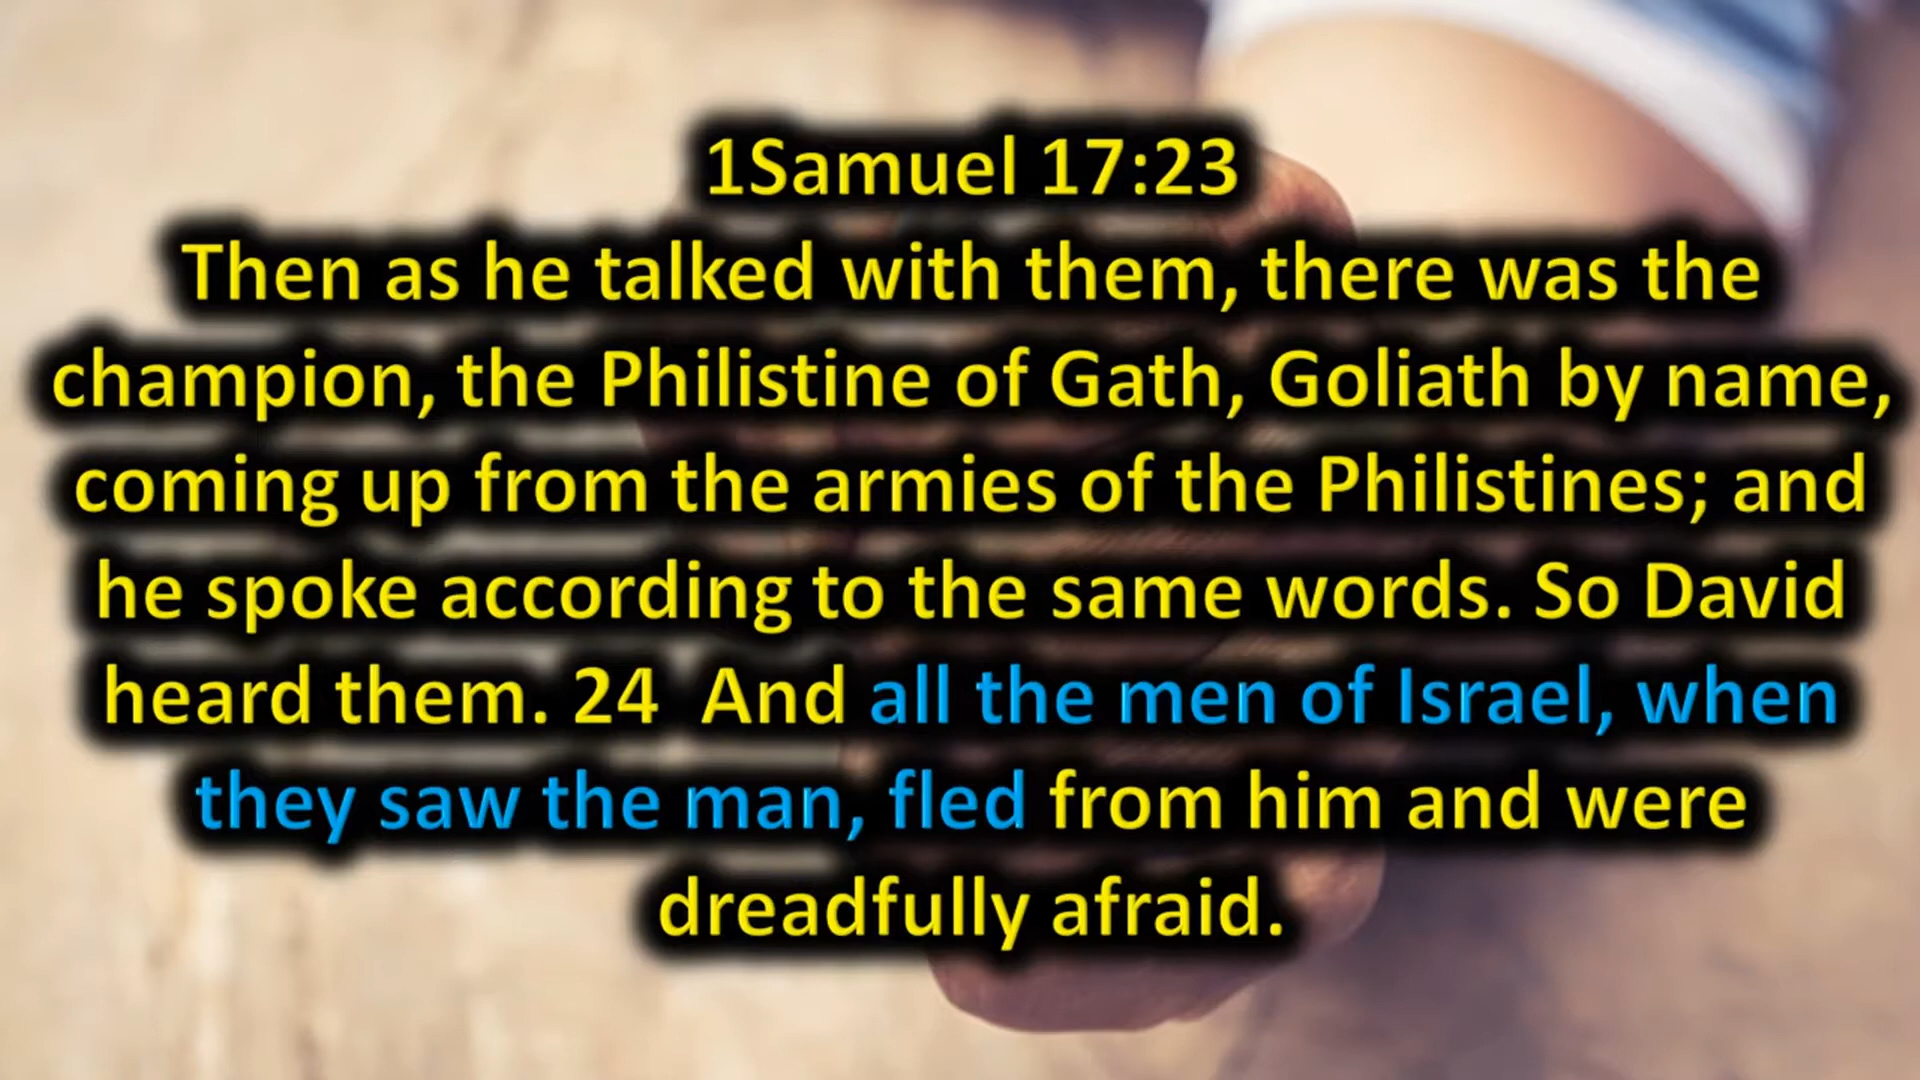 1Samuel 17:23
Then as he talked with them, there was the
champion, the Philistine of Gath, Goliath by name,
coming up from the armies of the Philistines; and
he spoke according to the same words. So David
heard them. 24  And all the men of Israel, when
they saw the man, fled from him and were
dreadfully afraid.